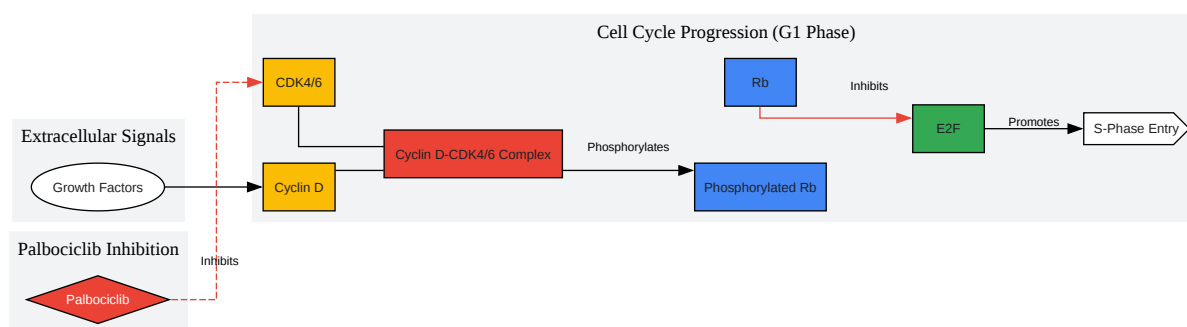 Cell Cycle Progression (G1 Phase)
CDK4/6
Rb
Inhibits
Extracellular Signals
E2F
Promotes
S-Phase Entry
Cyclin D-CDK4/6 Complex
Phosphorylates
Growth Factors
Cyclin D
Phosphorylated Rb
Palbociclib Inhibition
Inhibits
Palbociclib